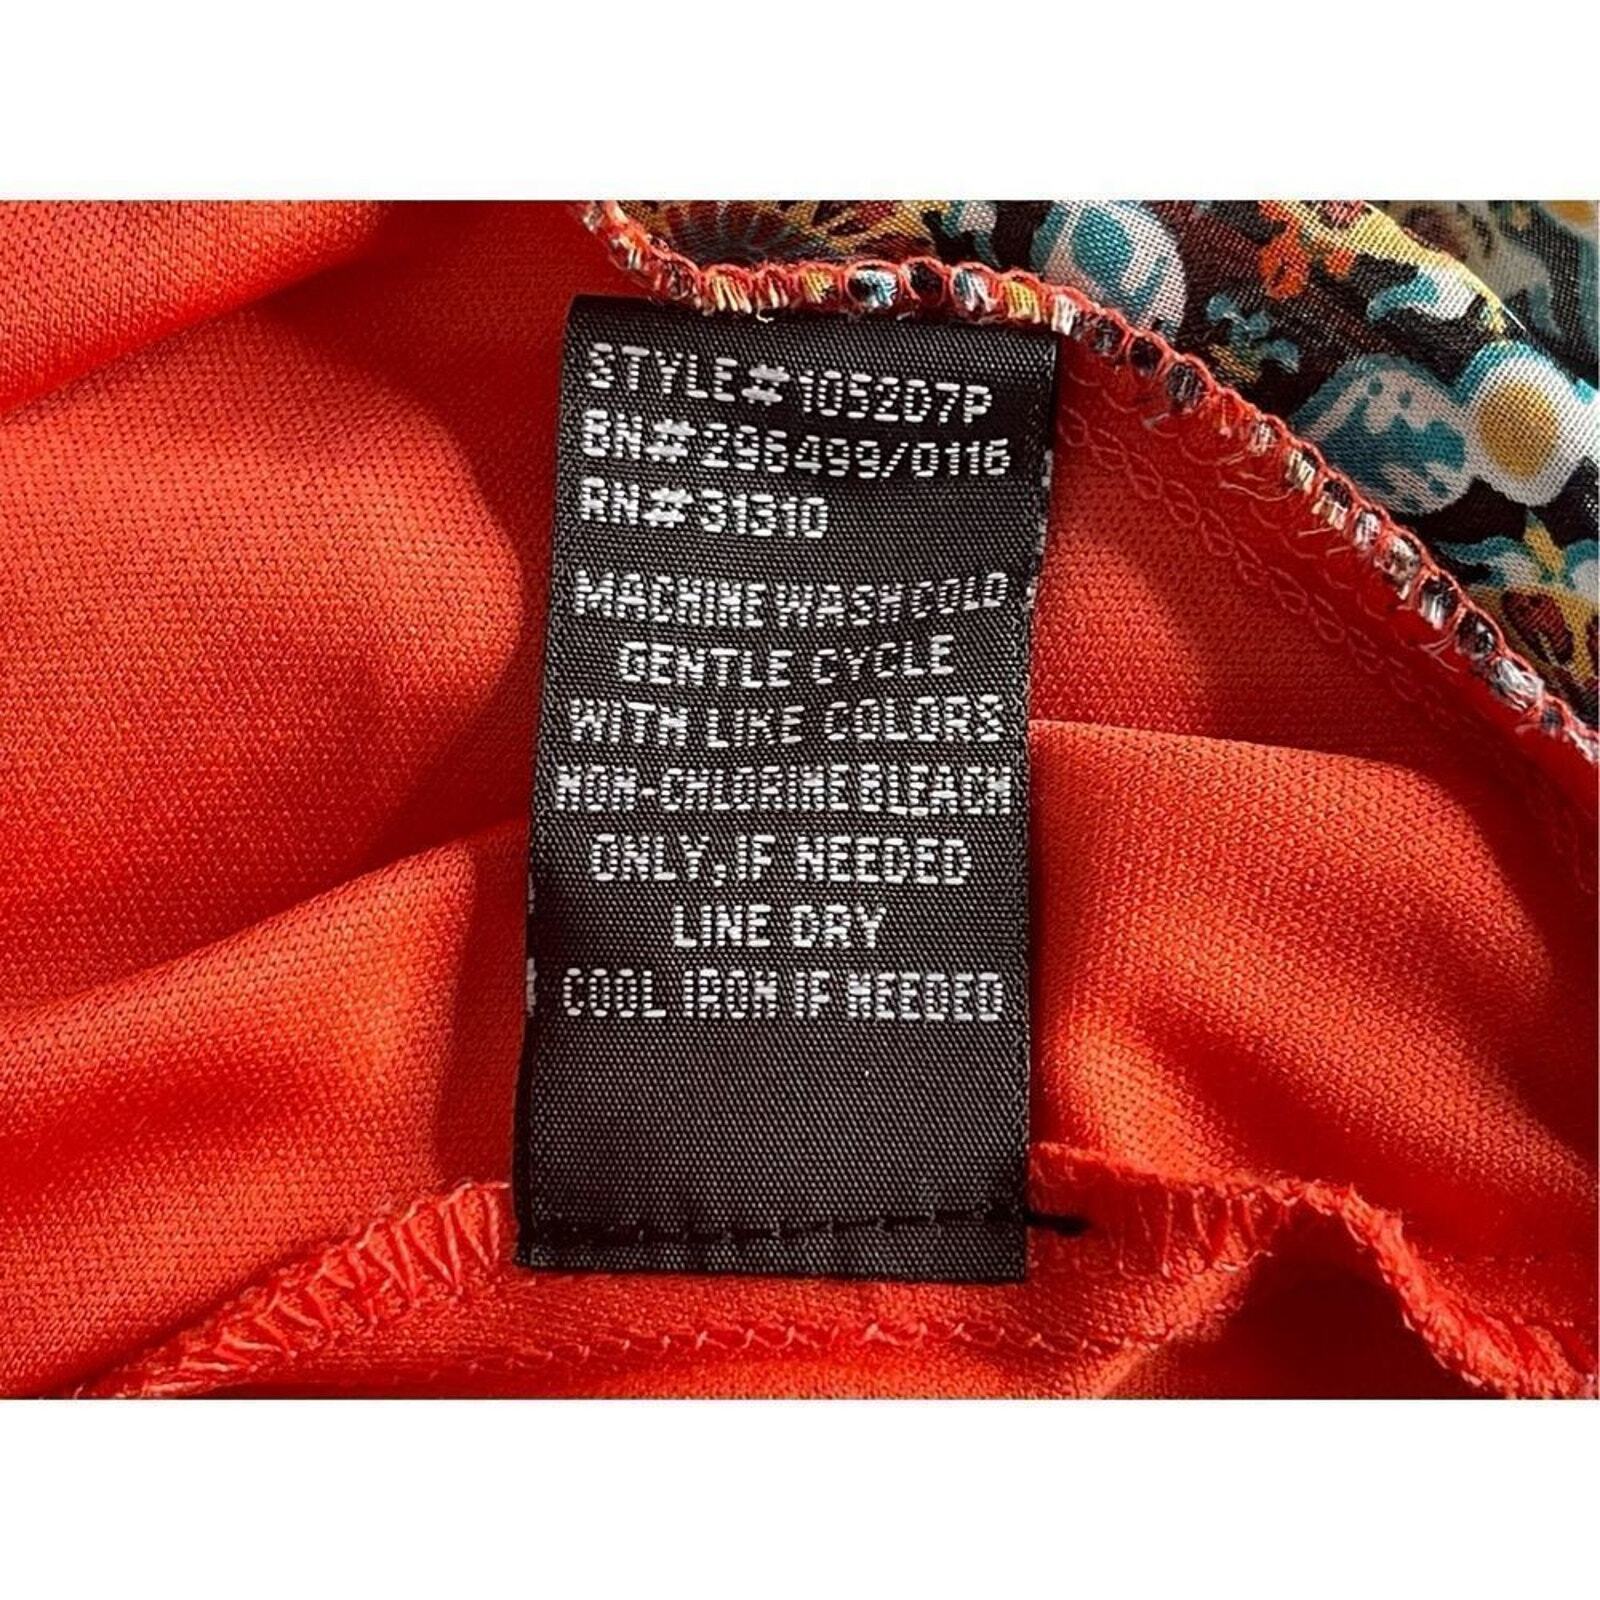 STYLE#1052D7P
BN#296499/0116
RN#31310
MACHINE WASH COLD
GENTLE CYCLE
WITH LIKE COLORS
NON-CHLORINE BLEACH
ONLY, IF NEEDED
LINE DRY
COOL IRON IF NEEDED